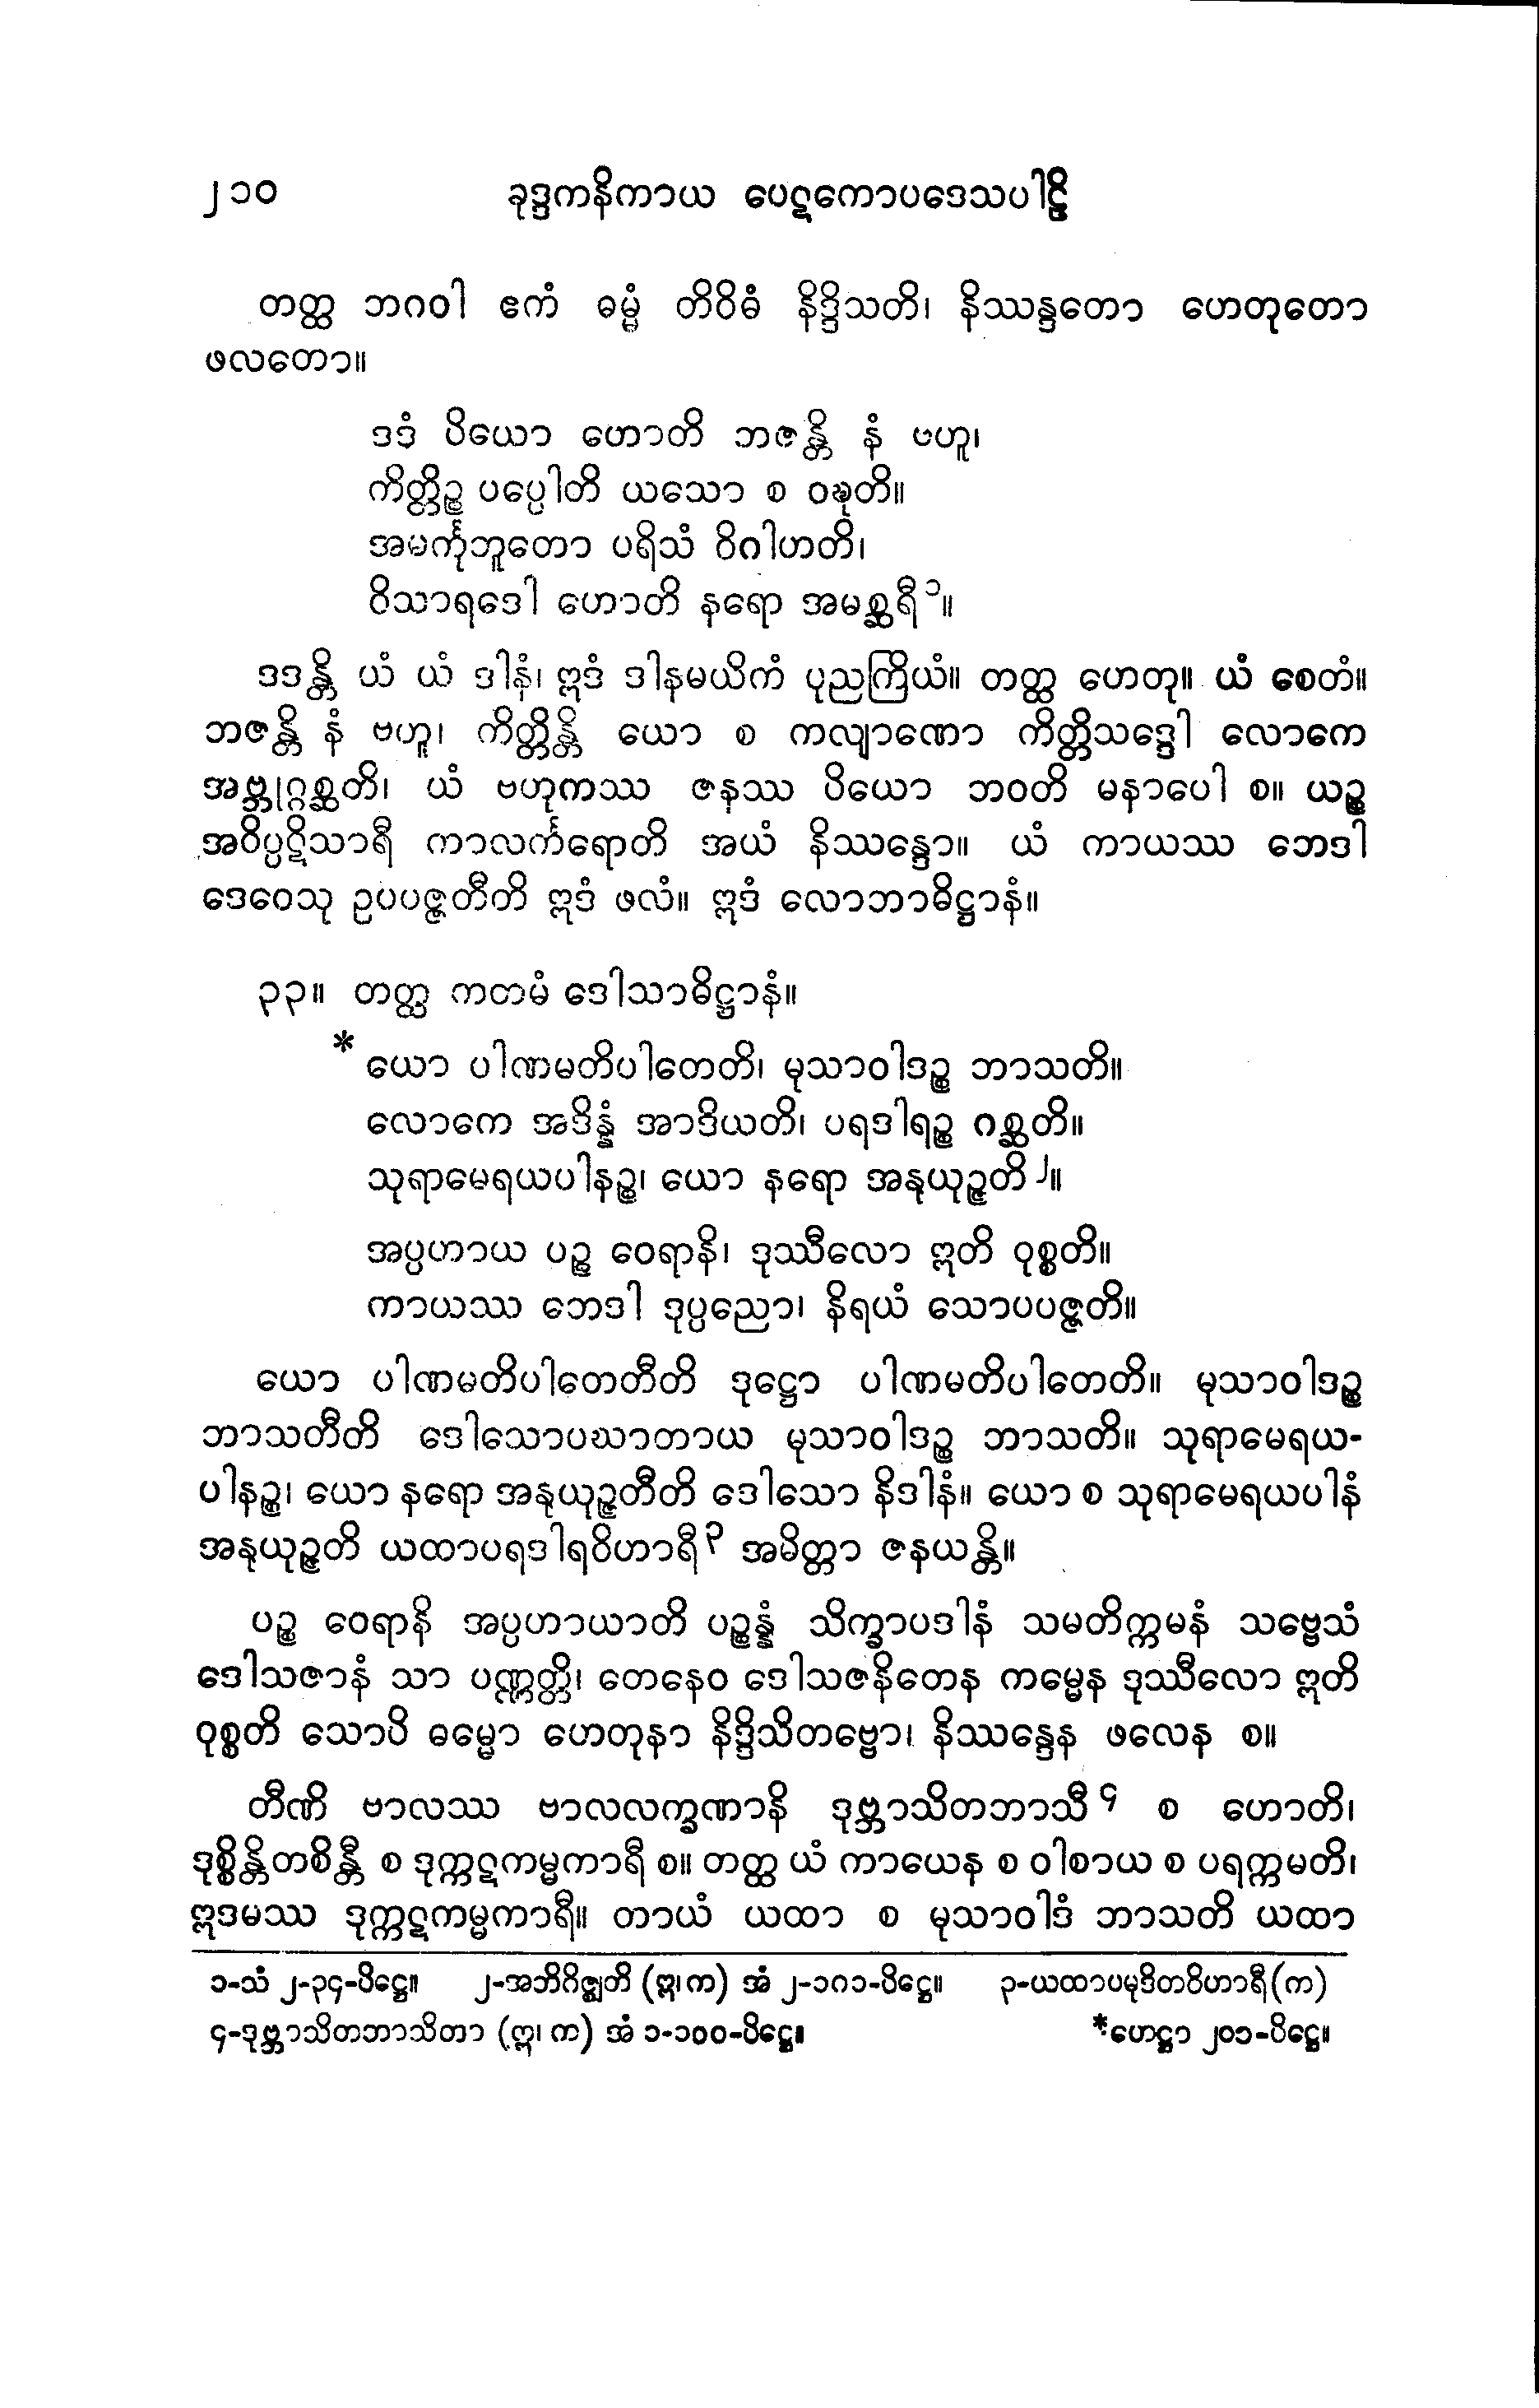 ၂၁၀ ခုဒ္ဒကနိကာယ ပေဋကောပဒေသပါဠိ
တတ္ထ ဘဂဝါ ဧကံ ဓမ္မံ တိဝိဓံ နိဒ္ဒိသတိ၊ နိဿန္ဒတော ဟေတုတော
ဖလတော။
ဒဒံ ပိယော ဟောတိ ဘဇန္တိ နံ ဗဟူ၊
ကိတ္တိဉ္စ ပပ္ပေါတိ ယသော စ ဝဍ္ဎတိ။
အမင်္ကုဘူတော ပရိသံ ဝိဂါဟတိ၊
ဝိသာရဒေါ ဟောတိ နရော အမစ္ဆရီ၁။
ဒဒန္တိ ယံ ယံ ဒါနံ၊ ဣဒံ ဒါနမယိကံ ပုညကြိယံ။ တတ္ထ ဟေတု။ ယံ စေတံ။
ဘဇန္တိ နံ ဗဟူ၊ ကိတ္တိန္တိ ယော စ ကလျာဏော ကိတ္တိသဒ္ဒေါ လောကေ
အဗ္ဘုဂ္ဂစ္ဆတိ၊ ယံ ဗဟုကဿ ဇနဿ ပိယော ဘဝတိ မနာပေါ စ။ ယဉ္စ
အဝိပ္ပဋိသာရီ ကာလင်္ကရောတိ အယံ နိဿန္ဒော။ ယံ ကာယဿ ဘေဒါ
ဒေဝေသု ဥပပဇ္ဇတီတိ ဣဒံ ဖလံ။ ဣဒံ လောဘာဓိဋ္ဌာနံ။
၃၃။ တတ္ထ ကတမံ ဒေါသာဓိဋ္ဌာနံ။
* ယော ပါဏမတိပါတေတိ၊ မုသာဝါဒဉ္စ ဘာသတိ။
လောကေ အဒိန္နံ အာဒိယတိ၊ ပရဒါရဉ္စ ဂစ္ဆတိ။
သုရာမေရယပါနဉ္စ၊ ယော နရော အနုယုဉ္ဇတိ၂။
အပ္ပဟာယ ပဉ္စ ဝေရာနိ၊ ဒုဿီလော ဣတိ ဝုစ္စတိ။
ကာယဿ ဘေဒါ ဒုပ္ပညော၊ နိရယံ သောပပဇ္ဇတိ။
ယော ပါဏမတိပါတေတီတိ ဒုဋ္ဌော ပါဏမတိပါတေတိ။ မုသာဝါဒဉ္စ
ဘာသတီတိ ဒေါသောပဃာတာယ မုသာဝါဒဉ္စ ဘာသတိ။ သုရာမေရယ-
ပါနဉ္စ၊ ယော နရော အနုယုဉ္ဇတီတိ ဒေါသော နိဒါနံ။ ယော စ သုရာမေရယပါနံ
အနုယုဉ္ဇတိ ယထာပရဒါရဝိဟာရီ၃ အမိတ္တာ ဇနယန္တိ။
ပဉ္စ ဝေရာနိ အပ္ပဟာယာတိ ပဉ္စန္နံ သိက္ခာပဒါနံ သမတိက္ကမနံ သဗ္ဗေသံ
ဒေါသဇာနံ သာ ပဏ္ဏတ္တိ၊ တေနေဝ ဒေါသဇနိတေန ကမ္မေန ဒုဿီလော ဣတိ
ဝုစ္စတိ သောပိ ဓမ္မော ဟေတုနာ နိဒ္ဒိသိတဗ္ဗော၊ နိဿန္ဒေန ဖလေန စ။
တီဏိ ဗာလဿ ဗာလလက္ခဏာနိ ဒုဗ္ဘာသိတဘာသီ၄ စ ဟောတိ၊
ဒုစ္စိန္တိတစိန္တီ စ ဒုက္ကဋကမ္မကာရီ စ။ တတ္ထ ယံ ကာယေန စ ဝါစာယ စ ပရက္ကမတိ၊
ဣဒမဿ ဒုက္ကဋကမ္မကာရီ။ တာယံ ယထာ စ မုသာဝါဒံ ဘာသတိ ယထာ
၁-သံ ၂-၃၄-ပိဋ္ဌေ။ ၂-အဘိဂိဇ္ဈတိ (ဣ၊ က) အံ ၂-၁၈၁-ပိဋ္ဌေ။ ၃-ယထာပမုဒိတဝိဟာရီ(က)
၄-ဒုဗ္ဘာသိတဘာသိတာ (ဣ၊ က) အံ ၁-၁၀၀-ပိဋ္ဌေ။ *ဟေဋ္ဌာ ၂၀၁-ပိဋ္ဌေ။